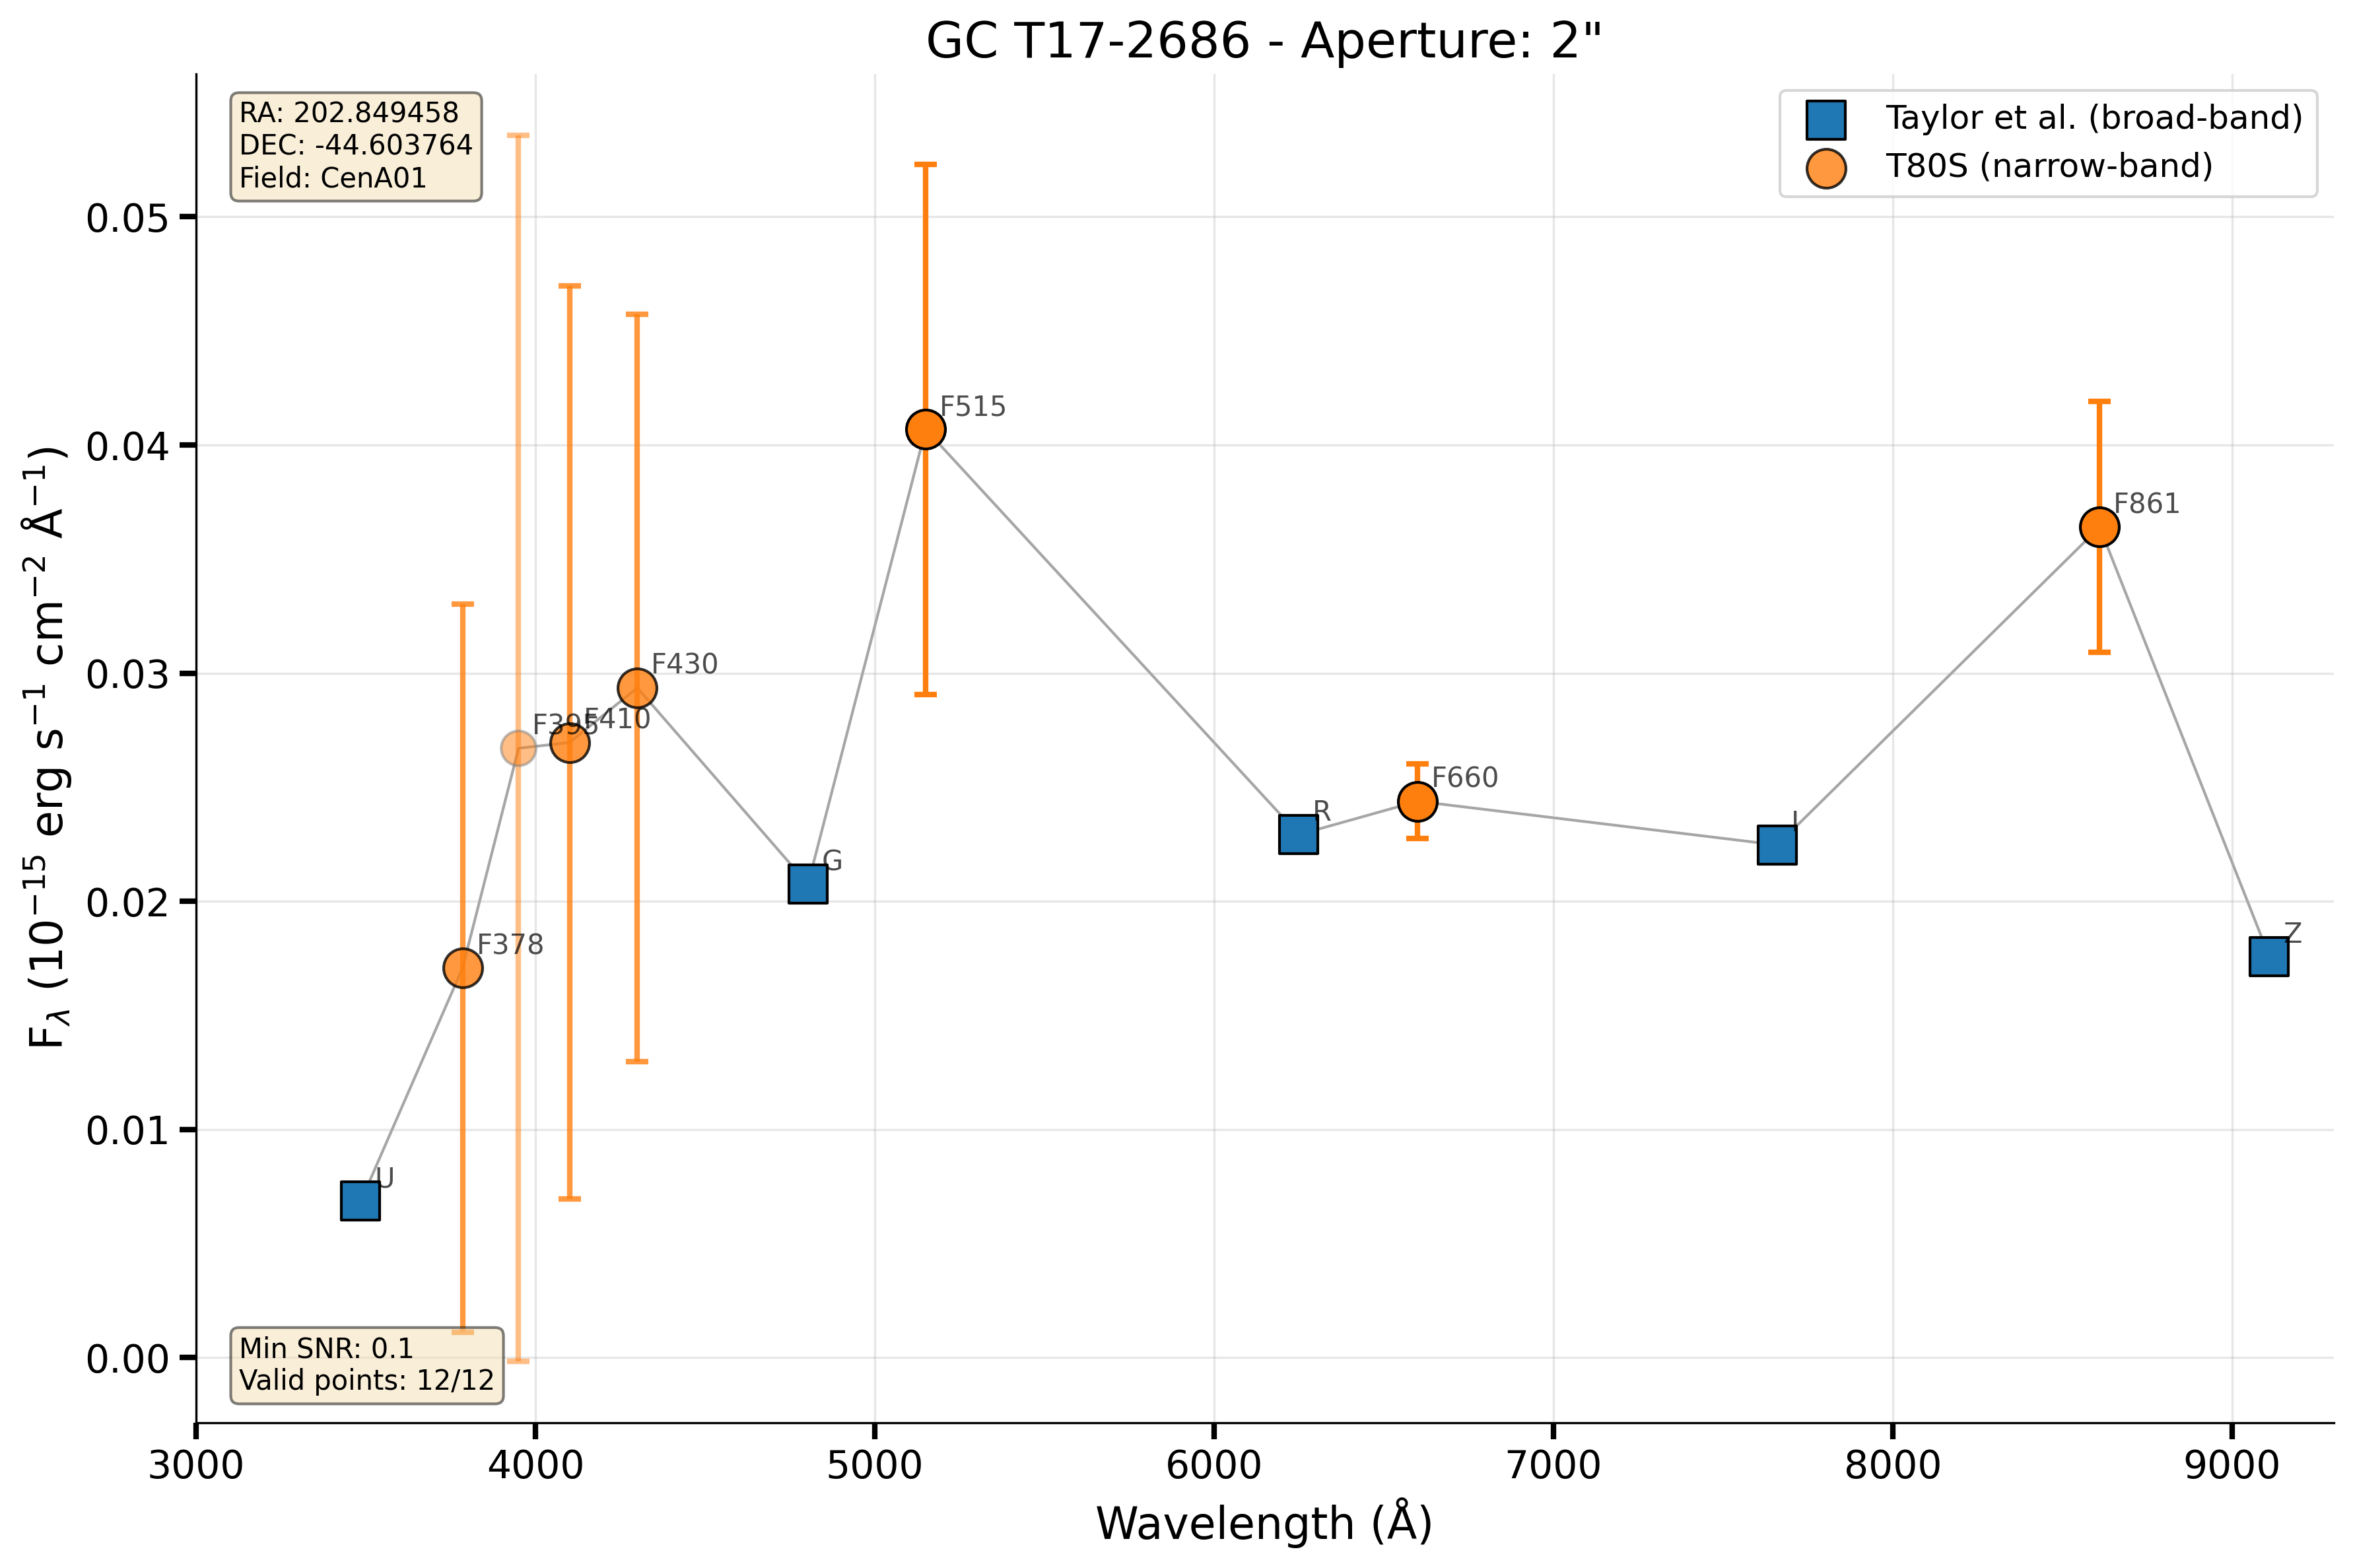 GC T17-2686 - Aperture: 2"
RA: 202.849458
DEC: -44.603764
Field: CenA01
Taylor et al. (broad-band)
T80S (narrow-band)
F_λ (10⁻¹⁵ erg s⁻¹ cm⁻² Å⁻¹)
0.05
0.04
0.03
0.02
0.01
0.00
U
F378
F395
F410
F430
G
F515
R
F660
I
F861
Z
Min SNR: 0.1
Valid points: 12/12
3000 4000 5000 6000 7000 8000 9000
Wavelength (Å)